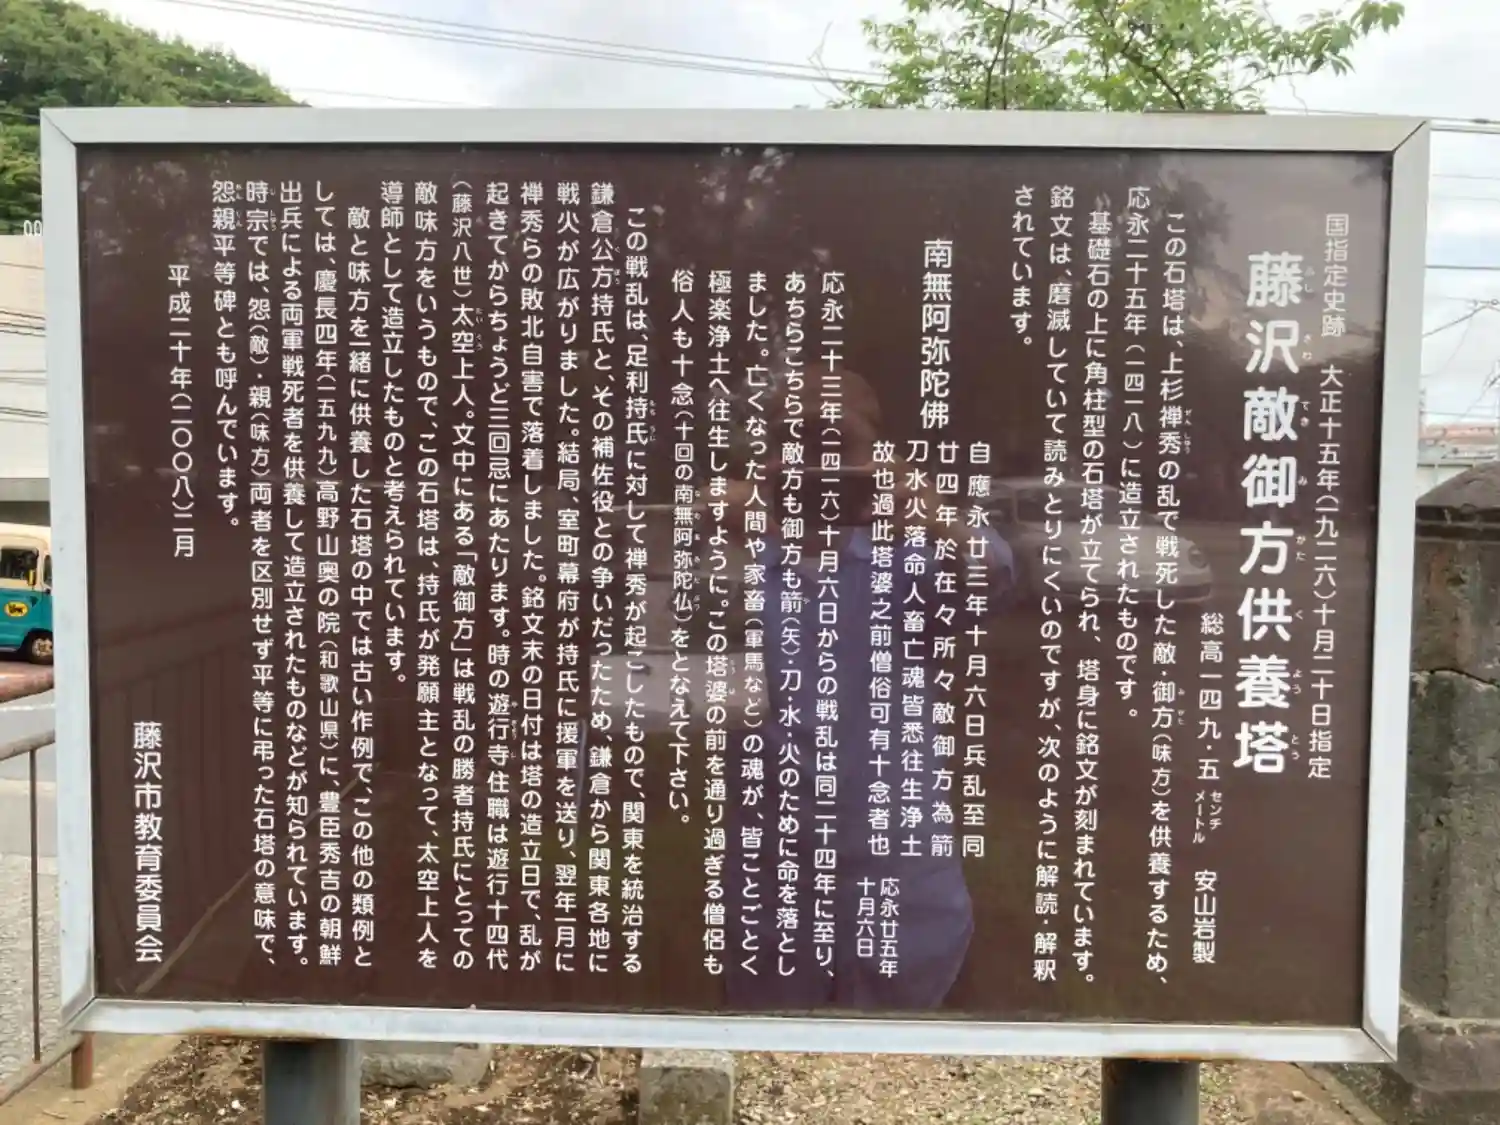 国指定史跡　大正十五年(一九二六)十月二十日指定
藤沢敵御方供養塔
総高一四九・五センチメートル　安山岩製
この石塔は、上杉禅秀の乱で戦死した敵・御方(味方)を供養するため、
応永二十五年(一四一八)に造立されたものです。
基礎石の上に角柱型の石塔が立てられ、塔身に銘文が刻まれています。
銘文は、磨滅していて読みとりにくいのですが、次のように解読・解釈
されています。
南無阿弥陀佛
自應永廿三年十月六日兵乱至同
廿四年於在々所々敵御方為箭
刀水火落命人畜亡魂皆悉往生浄土
故也過此塔婆之前僧俗可有十念者也
応永廿五年
十月六日
応永二十三年(一四一六)十月六日からの戦乱は同二十四年に至り、
あちらこちらで敵方も御方も箭(矢)・刀・水・火のために命を落とし
ました。亡くなった人間や家畜(軍馬など)の魂が、皆ことごとく
極楽浄土へ往生しますように。この塔婆の前を通り過ぎる僧侶も
俗人も十念(十回の南無阿弥陀仏)をとなえて下さい。
この戦乱は、足利持氏に対して禅秀が起こしたもので、関東を統治する
鎌倉公方持氏と、その補佐役との争いだったため、鎌倉から関東各地に
戦火が広がりました。結局、室町幕府が持氏に援軍を送り、翌年一月に
禅秀らの敗北自害で落着しました。銘文末の日付は塔の造立日で、乱が
起きてからちょうど三回忌にあたります。時の遊行寺住職は遊行十四代
(藤沢八世)太空上人。文中にある「敵御方」は戦乱の勝者持氏にとっての
敵味方をいうもので、この石塔は、持氏が発願主となって、太空上人を
導師として造立したものと考えられています。
敵と味方を一緒に供養した石塔の中では古い作例で、この他の類例と
しては、慶長四年(一五九九)高野山奥の院(和歌山県)に、豊臣秀吉の朝鮮
出兵による両軍戦死者を供養して造立されたものなどが知られています。
時宗では、怨(敵)・親(味方)両者を区別せず平等に弔った石塔の意味で、
怨親平等碑とも呼んでいます。
平成二十年(二〇〇八)二月
藤沢市教育委員会